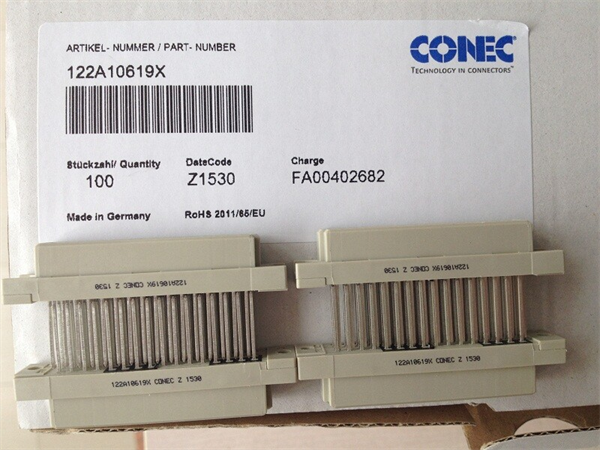 ARTIKEL- NUMMER / PART- NUMBER
122A10619X
CONEC
TECHNOLOGY IN CONNECTORS
Stückzahl/ Quantity
100
DateCode
Z1530
Charge
FA00402682
Made in Germany
RoHS 2011/65/EU
122A10619X CONEC Z 1530
122A10619X CONEC Z 1530
122A10619X CONEC Z 1530
122A10619X CONEC Z 1530